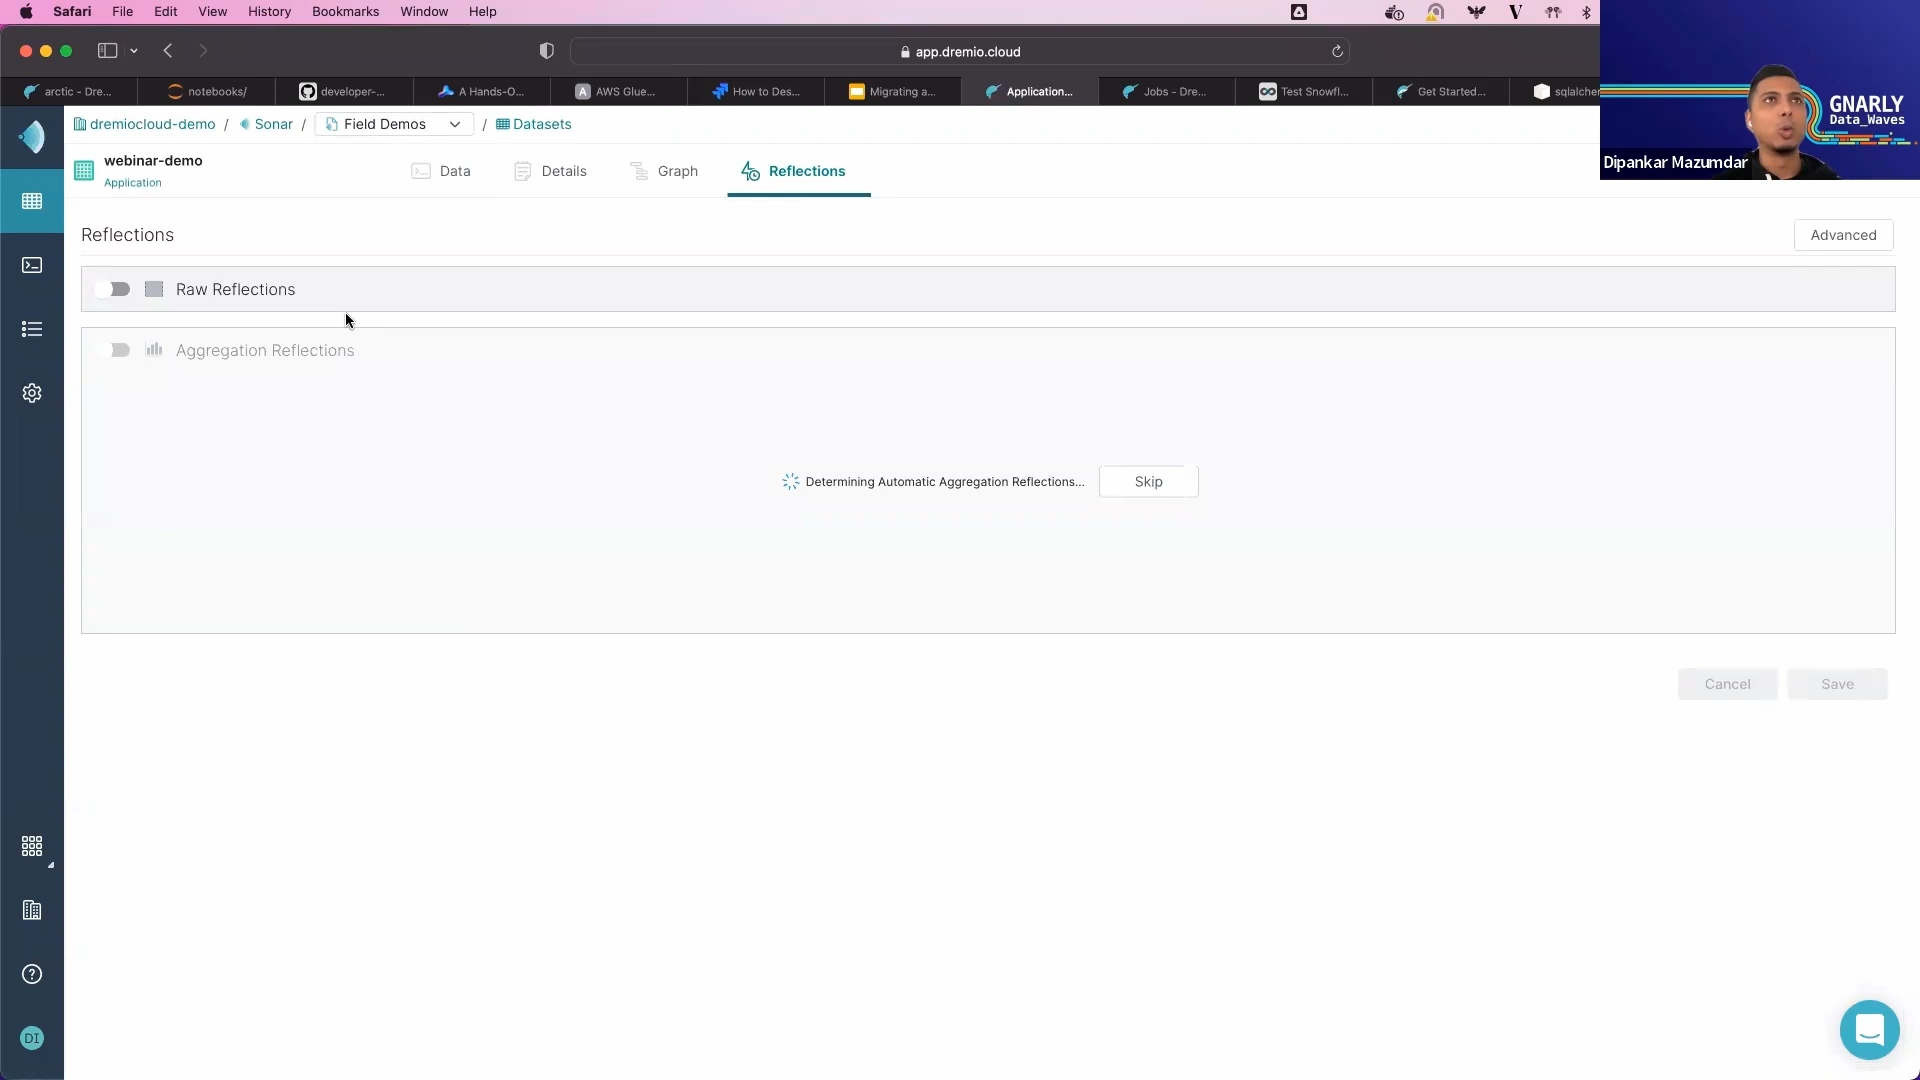 Safari File Edit View History Bookmarks Window Help
app.dremio.cloud
arctic - Dre... notebooks/ developer-... A Hands-O... AWS Glue... How to Des... Migrating a... Application... Jobs - Dre... Test Snowfl... Get Started... sqlalche
GNARLY
Data_Waves
Dipankar Mazumdar
dremiocloud-demo / Sonar / Field Demos / Datasets
webinar-demo
Application
Data Details Graph Reflections
Reflections
Advanced
Raw Reflections
Aggregation Reflections
Determining Automatic Aggregation Reflections... Skip
Cancel Save
DI